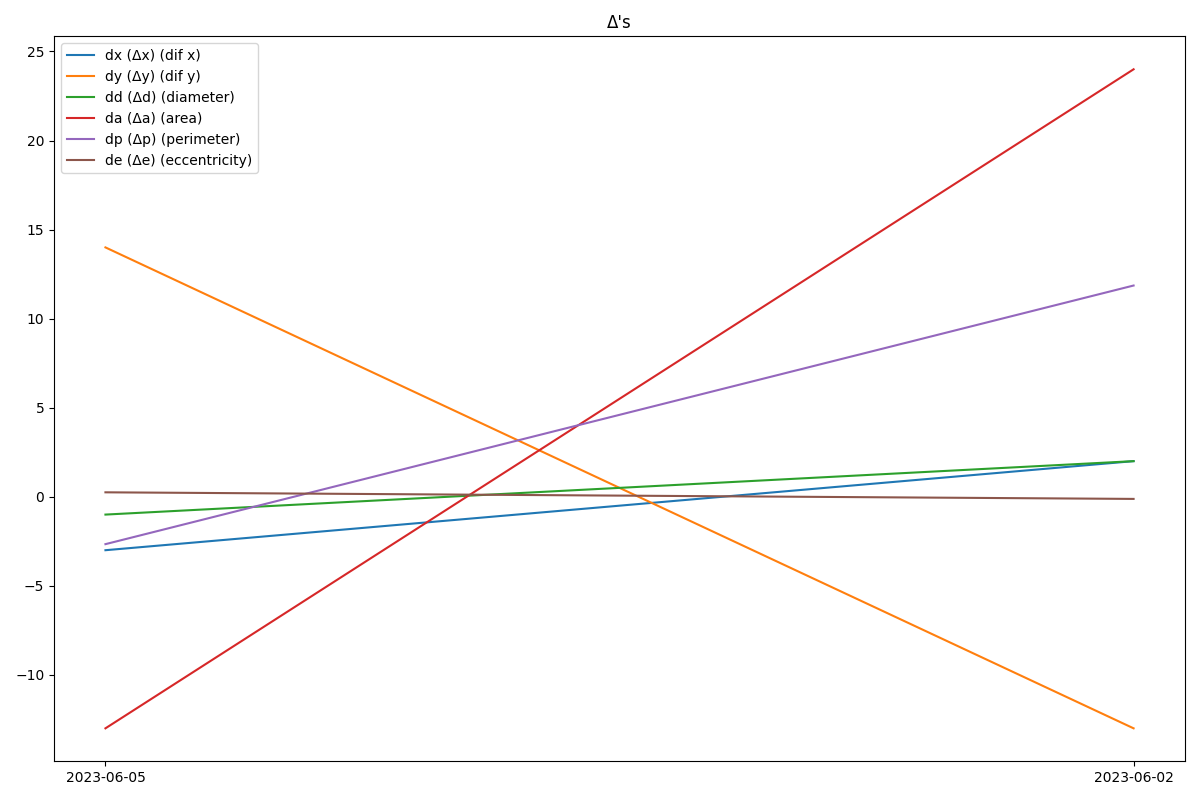 Δ's
dx (Δx) (dif x)
dy (Δy) (dif y)
dd (Δd) (diameter)
da (Δa) (area)
dp (Δp) (perimeter)
de (Δe) (eccentricity)
25
20
15
10
5
0
−5
−10
2023-06-05 2023-06-02